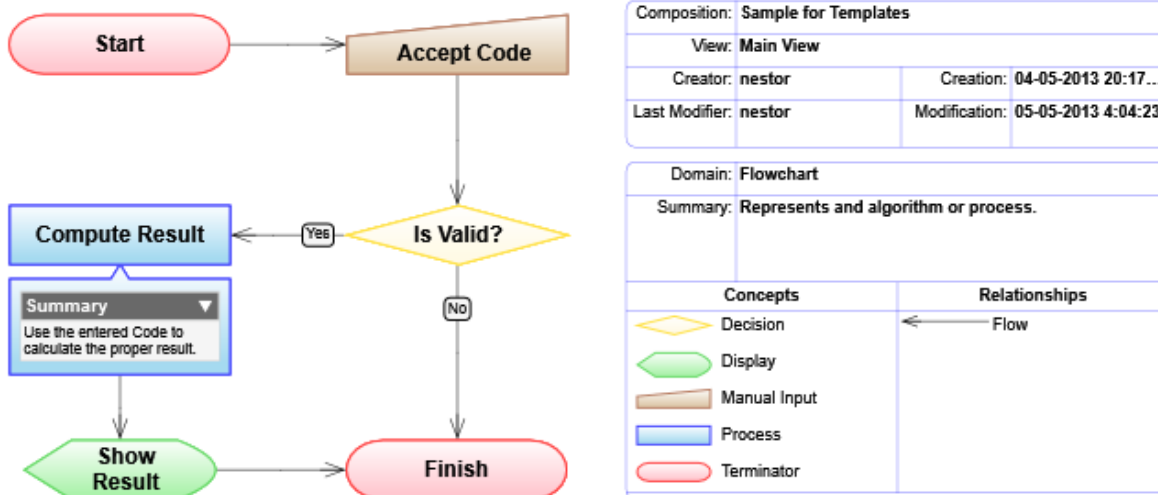 Start
Accept Code
Is Valid?
Yes
No
Compute Result
Summary
Use the entered Code to
calculate the proper result.
Show
Result
Finish
Composition: Sample for Templates
View: Main View
Creator: nestor
Creation: 04-05-2013 20:17...
Last Modifier: nestor
Modification: 05-05-2013 4:04:23
Domain: Flowchart
Summary: Represents and algorithm or process.
Concepts
Relationships
Decision
Flow
Display
Manual Input
Process
Terminator